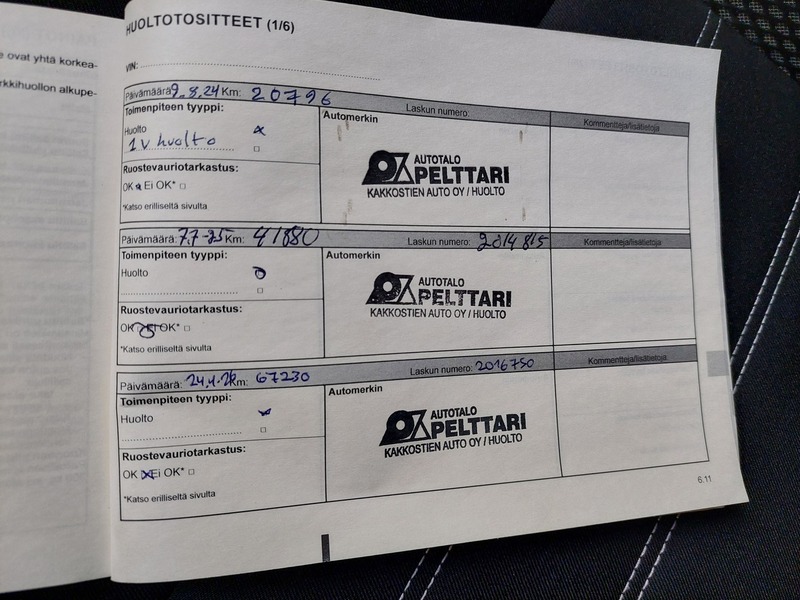 e ovat yhtä korkea-
rkkihuollon alkupe-
HUOLTOTOSITTEET (1/6)
VIN:
Päivämäärä 9.8.24 Km: 20796 Laskun numero: Kommentteja/lisätietoja
Toimenpiteen tyyppi: Automerkin
Huolto x
1 v huolto
AUTOTALO
PELTTARI
KAKKOSTIEN AUTO OY / HUOLTO
Ruostevauriotarkastus:
OK Ei OK*
*Katso erilliseltä sivulta
Päivämäärä: 7.7-25 Km: 41880 Laskun numero: 2014815 Kommentteja/lisätietoja
Toimenpiteen tyyppi: Automerkin
Huolto
AUTOTALO
PELTTARI
KAKKOSTIEN AUTO OY / HUOLTO
Ruostevauriotarkastus:
OK Ei OK*
*Katso erilliseltä sivulta
Päivämäärä: Km: 67230 Laskun numero: 2016750 Kommentteja/lisätietoja
Toimenpiteen tyyppi: Automerkin
Huolto
AUTOTALO
PELTTARI
KAKKOSTIEN AUTO OY / HUOLTO
Ruostevauriotarkastus:
OK Ei OK*
*Katso erilliseltä sivulta
6.11